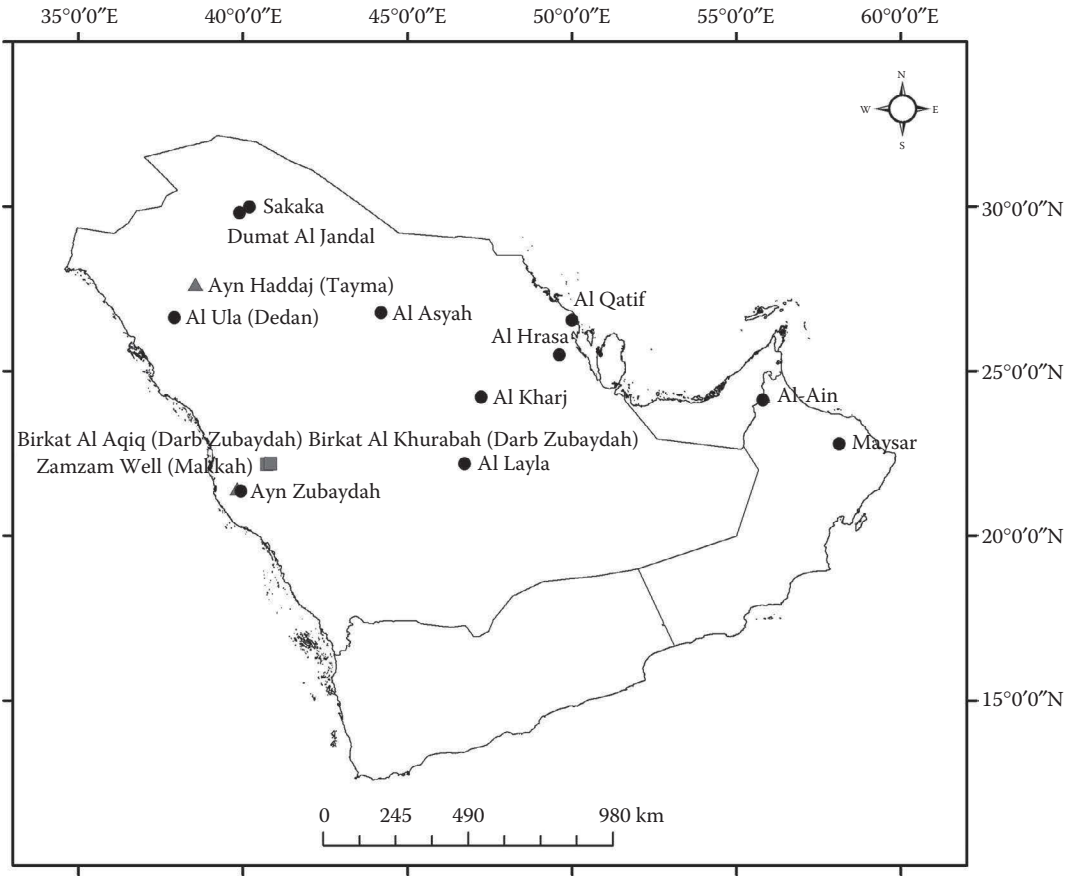 35°0′0″E 40°0′0″E 45°0′0″E 50°0′0″E 55°0′0″E 60°0′0″E
N
W E
S
Sakaka
30°0′0″N
Dumat Al Jandal
Ayn Haddaj (Tayma)
Al Qatif
Al Ula (Dedan)
Al Asyah
Al Hrasa
25°0′0″N
Al Kharj
Al-Ain
Birkat Al Aqiq (Darb Zubaydah) Birkat Al Khurabah (Darb Zubaydah)
Maysar
Zamzam Well (Makkah)
Al Layla
Ayn Zubaydah
20°0′0″N
15°0′0″N
0 245 490 980 km